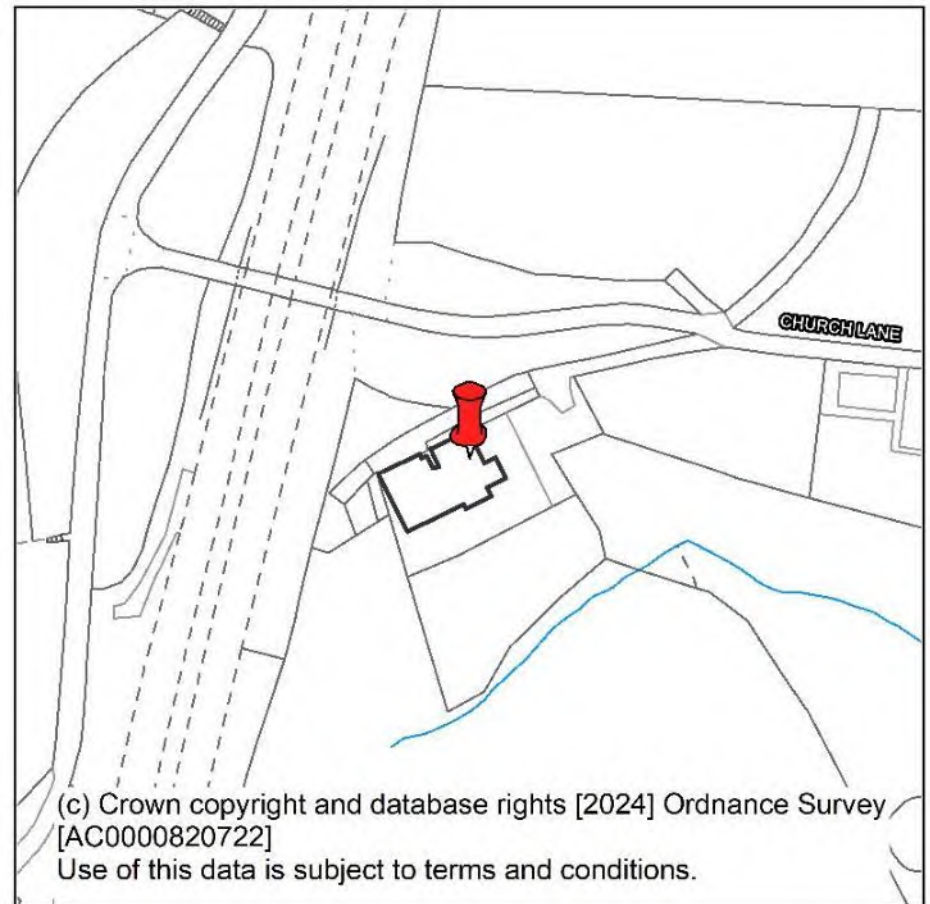 CHURCH LANE
(c) Crown copyright and database rights [2024] Ordnance Survey
[AC0000820722]
Use of this data is subject to terms and conditions.